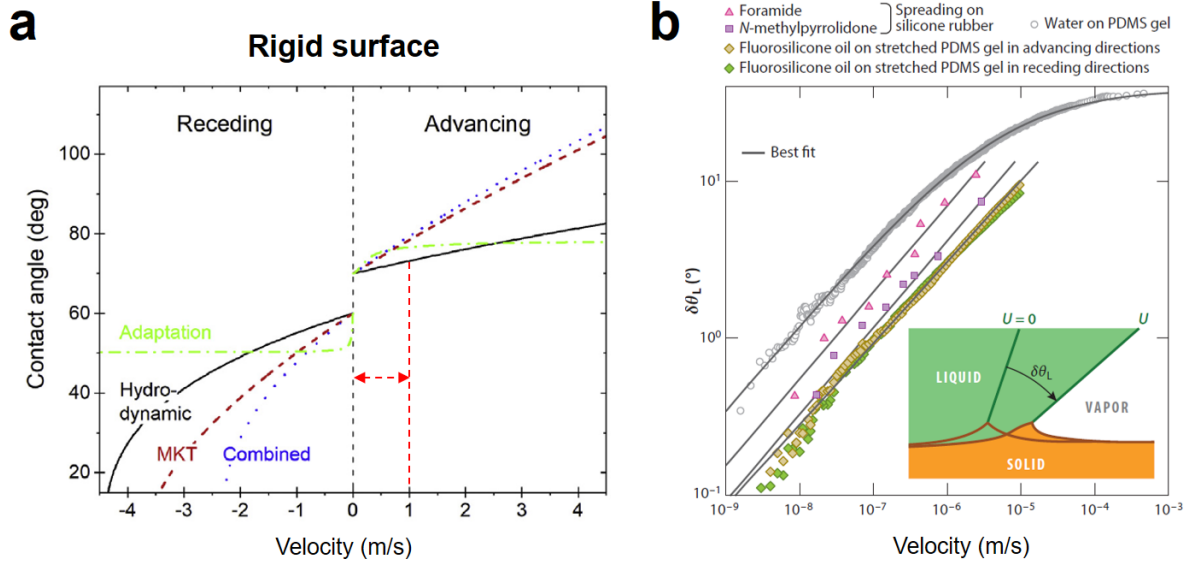 a
Rigid surface
Receding
Advancing
100
80
60
40
20
Contact angle (deg)
Adaptation
Hydro-
dynamic
MKT
Combined
-4
-3
-2
-1
0
1
2
3
4
Velocity (m/s)
b
Foramide
N-methylpyrrolidone
Spreading on
silicone rubber
Water on PDMS gel
Fluorosilicone oil on stretched PDMS gel in advancing directions
Fluorosilicone oil on stretched PDMS gel in receding directions
Best fit
10¹
10⁰
10⁻¹
δθL (°)
U = 0
U
LIQUID
δθL
VAPOR
SOLID
10⁻⁹
10⁻⁸
10⁻⁷
10⁻⁶
10⁻⁵
10⁻⁴
10⁻³
Velocity (m/s)